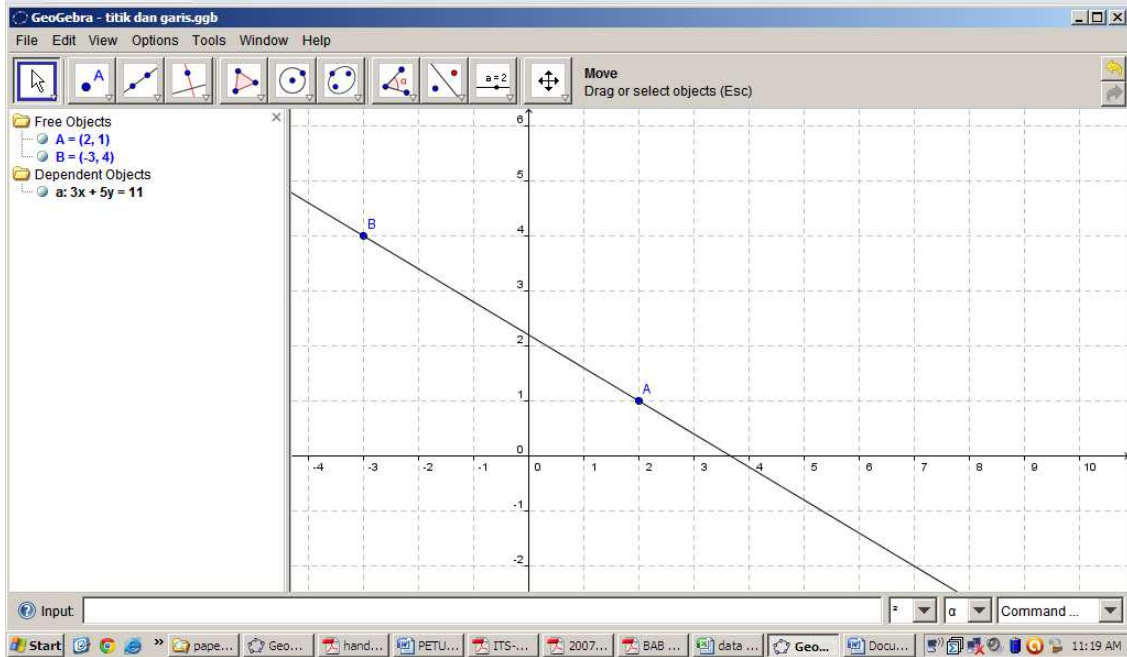 GeoGebra - titik dan garis.ggb
File Edit View Options Tools Window Help
A
α
a=2
Move
Drag or select objects (Esc)
Free Objects
A = (2, 1)
B = (-3, 4)
Dependent Objects
a: 3x + 5y = 11
6
5
4
3
2
1
0
-1
-2
B
A
-4 -3 -2 -1 0 1 2 3 4 5 6 7 8 9 10
Input:
² α Command ...
Start » pape... Geo... hand... PETU... ITS-... 2007... BAB ... data ... Geo... Docu... 11:19 AM